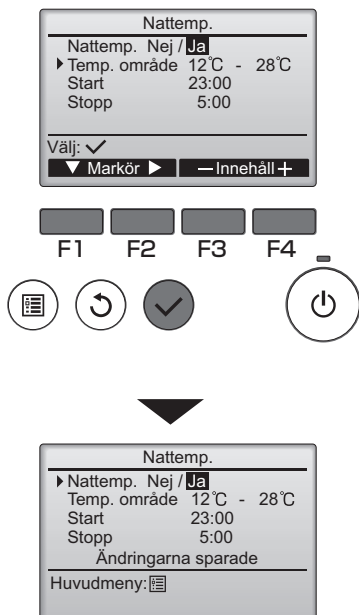 Nattemp.
Nattemp. Nej / Ja
Temp. område 12℃ - 28℃
Start 23:00
Stopp 5:00
Välj: ✓
▼ Markör ▶ − Innehåll +
F1 F2 F3 F4
Nattemp.
Nattemp. Nej / Ja
Temp. område 12℃ - 28℃
Start 23:00
Stopp 5:00
Ändringarna sparade
Huvudmeny: